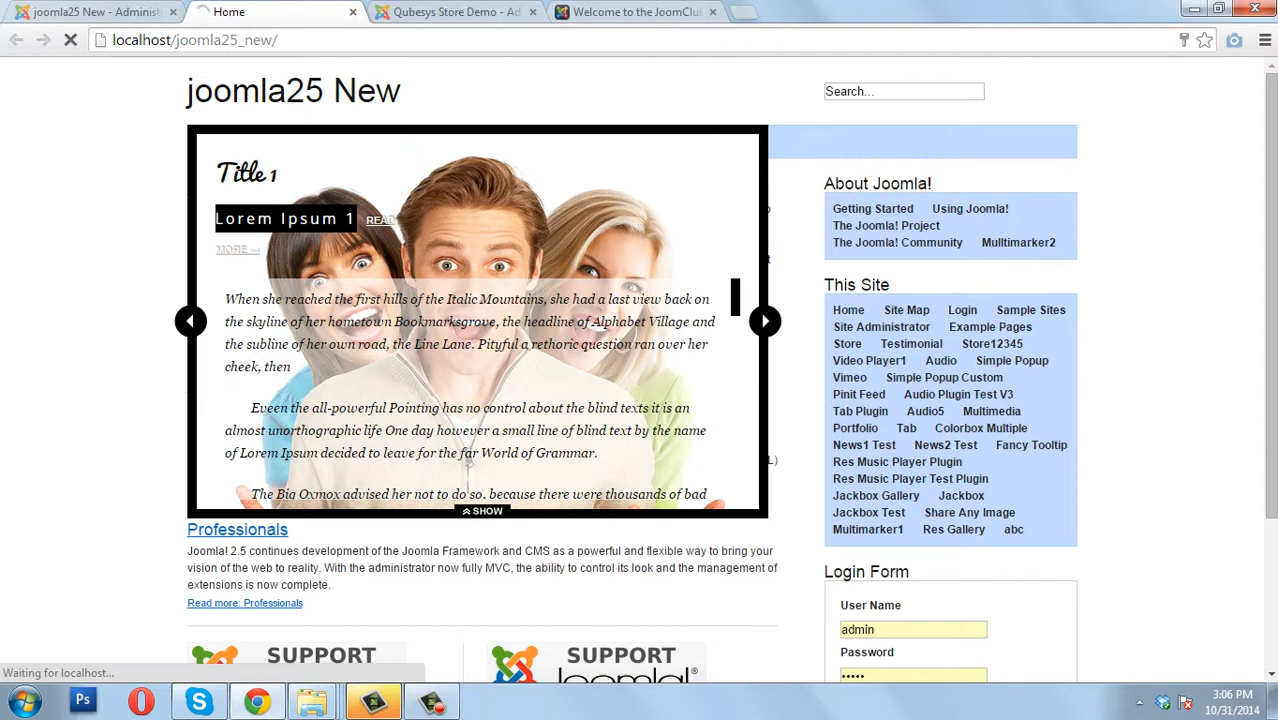 joomla25 New - Administ
Home
Qubesys Store Demo - Ad
Welcome to the JoomClu
localhost/joomla25_new/
joomla25 New
Search...
Title 1
Lorem Ipsum 1 READ
MORE →
When she reached the first hills of the Italic Mountains, she had a last view back on
the skyline of her hometown Bookmarksgrove, the headline of Alphabet Village and
the subline of her own road, the Line Lane. Pityful a rethoric question ran over her
cheek, then
Eveen the all-powerful Pointing has no control about the blind texts it is an
almost unorthographic life One day however a small line of blind text by the name
of Lorem Ipsum decided to leave for the far World of Grammar.
The Big Oxmox advised her not to do so, because there were thousands of bad
SHOW
L)
Professionals
Joomla! 2.5 continues development of the Joomla Framework and CMS as a powerful and flexible way to bring your
vision of the web to reality. With the administrator now fully MVC, the ability to control its look and the management of
extensions is now complete.
Read more: Professionals
SUPPORT
SUPPORT
Joomla!®
About Joomla!
Getting Started Using Joomla!
The Joomla! Project
The Joomla! Community Mulltimarker2
This Site
Home Site Map Login Sample Sites
Site Administrator Example Pages
Store Testimonial Store12345
Video Player1 Audio Simple Popup
Vimeo Simple Popup Custom
Pinit Feed Audio Plugin Test V3
Tab Plugin Audio5 Multimedia
Portfolio Tab Colorbox Multiple
News1 Test News2 Test Fancy Tooltip
Res Music Player Plugin
Res Music Player Test Plugin
Jackbox Gallery Jackbox
Jackbox Test Share Any Image
Multimarker1 Res Gallery abc
Login Form
User Name
admin
Password
•••••
Waiting for localhost...
Ps
3:06 PM
10/31/2014